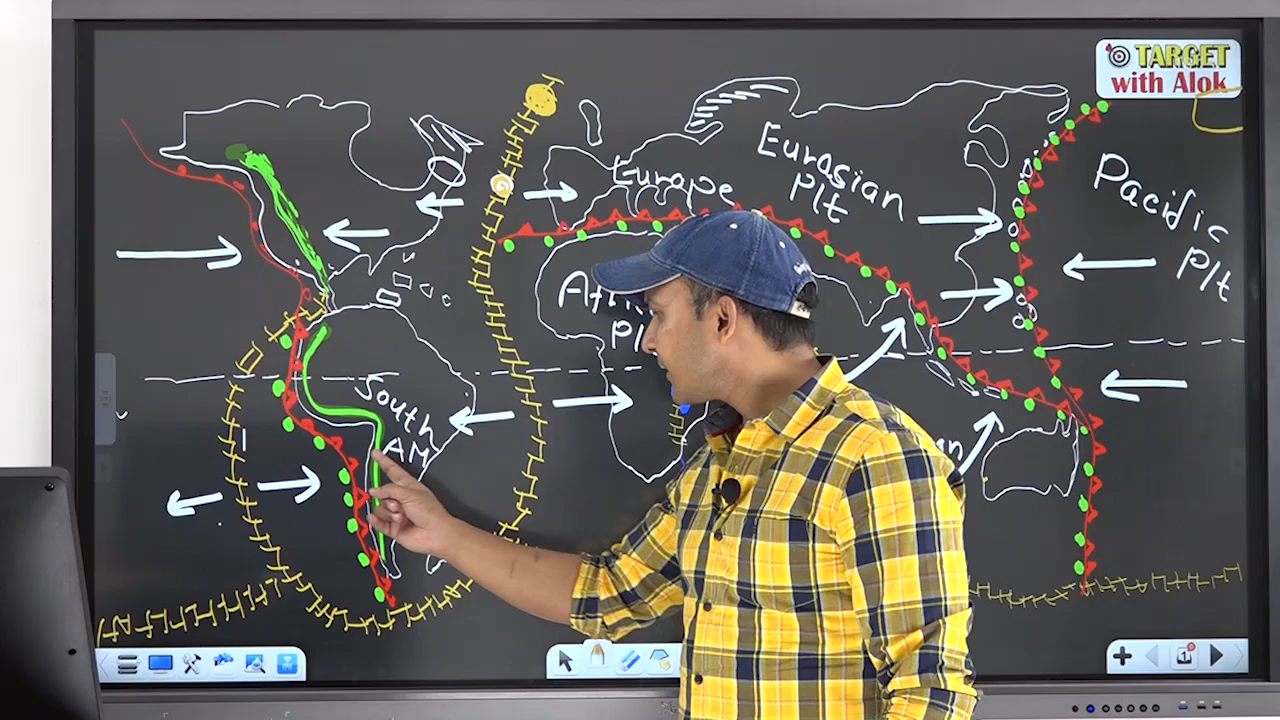 TARGET
with Alok
Eurasian
Plt
Europe
Pacific
Plt
South
AM